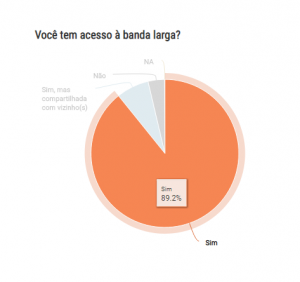 Você tem acesso à banda larga?
NA
Não
Sim, mas
compartilhada
com vizinho(s)
Sim
89.2%
Sim